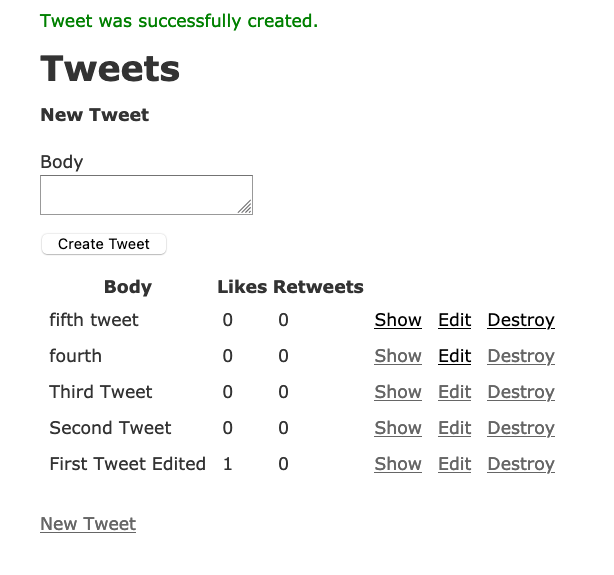 Tweet was successfully created.
Tweets
New Tweet
Body
Create Tweet
Body Likes Retweets
fifth tweet 0 0 Show Edit Destroy
fourth 0 0 Show Edit Destroy
Third Tweet 0 0 Show Edit Destroy
Second Tweet 0 0 Show Edit Destroy
First Tweet Edited 1 0 Show Edit Destroy
New Tweet